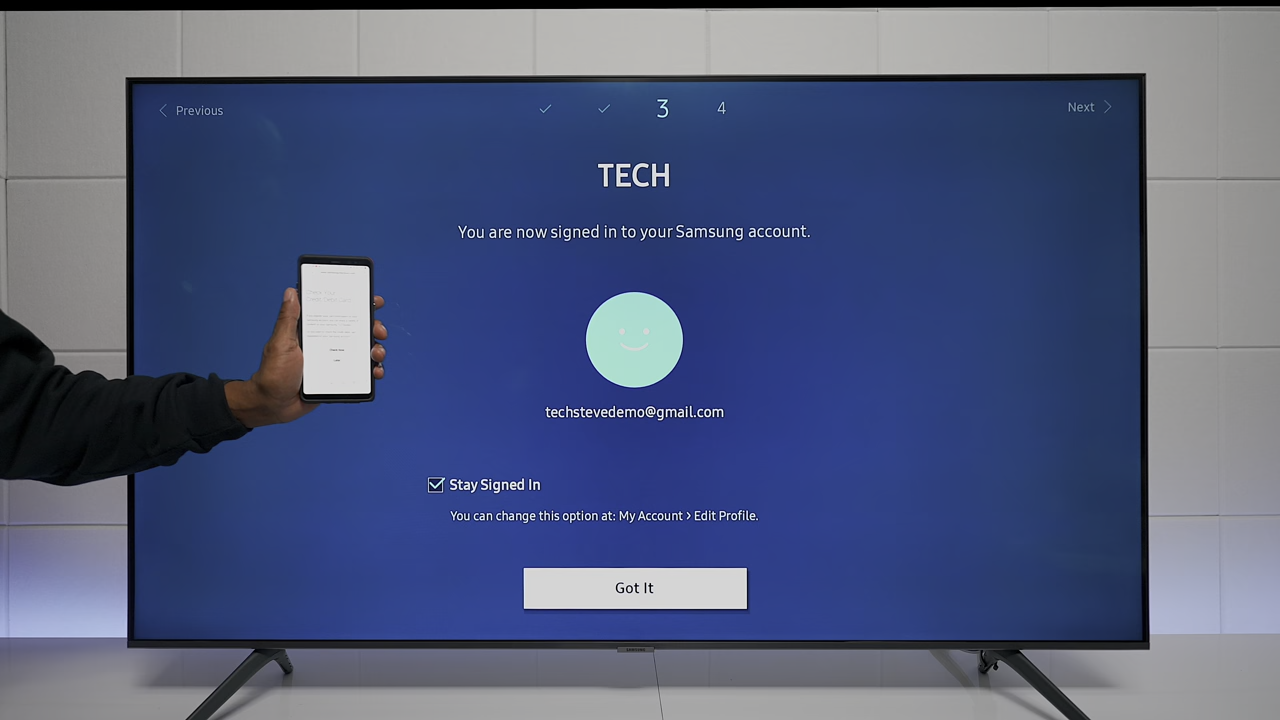 Previous
3
4
Next
TECH
You are now signed in to your Samsung account.
techstevedemo@gmail.com
Stay Signed In
You can change this option at: My Account > Edit Profile.
Got It
SAMSUNG